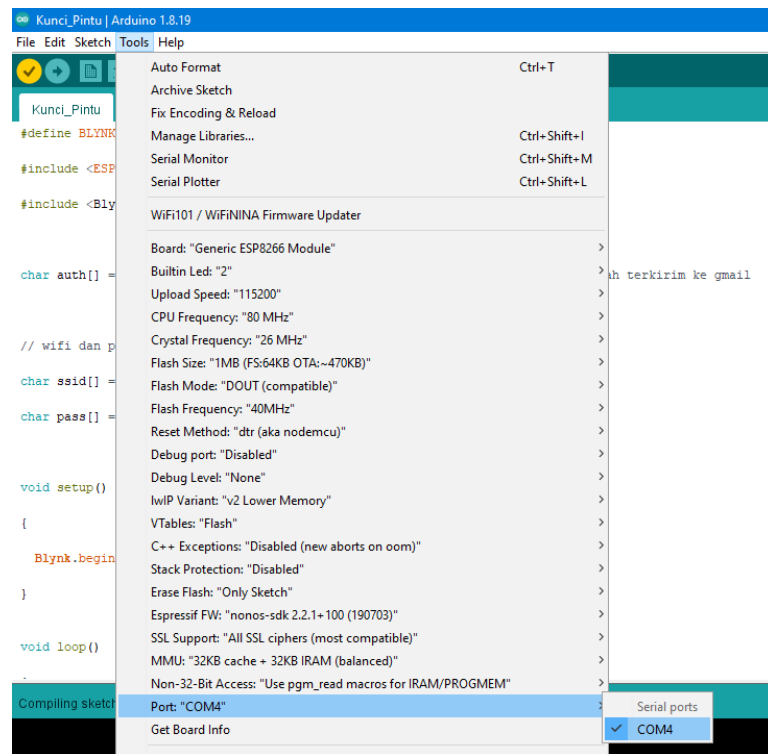 Kunci_Pintu | Arduino 1.8.19
File Edit Sketch Tools Help
Auto Format Ctrl+T
Archive Sketch
Kunci_Pintu
Fix Encoding & Reload
#define BLYNK
Manage Libraries... Ctrl+Shift+I
Serial Monitor Ctrl+Shift+M
#include <ESP
Serial Plotter Ctrl+Shift+L
#include <Bly
WiFi101 / WiFiNINA Firmware Updater
Board: "Generic ESP8266 Module"
char auth[] =
Builtin Led: "2"
ah terkirim ke gmail
Upload Speed: "115200"
CPU Frequency: "80 MHz"
// wifi dan p
Crystal Frequency: "26 MHz"
Flash Size: "1MB (FS:64KB OTA:~470KB)"
char ssid[] =
Flash Mode: "DOUT (compatible)"
Flash Frequency: "40MHz"
char pass[] =
Reset Method: "dtr (aka nodemcu)"
Debug port: "Disabled"
Debug Level: "None"
void setup()
lwIP Variant: "v2 Lower Memory"
VTables: "Flash"
{
C++ Exceptions: "Disabled (new aborts on oom)"
Blynk.begin
Stack Protection: "Disabled"
}
Erase Flash: "Only Sketch"
Espressif FW: "nonos-sdk 2.2.1+100 (190703)"
SSL Support: "All SSL ciphers (most compatible)"
void loop()
MMU: "32KB cache + 32KB IRAM (balanced)"
Non-32-Bit Access: "Use pgm_read macros for IRAM/PROGMEM"
Compiling sketch
Port: "COM4"
Serial ports
Get Board Info
COM4